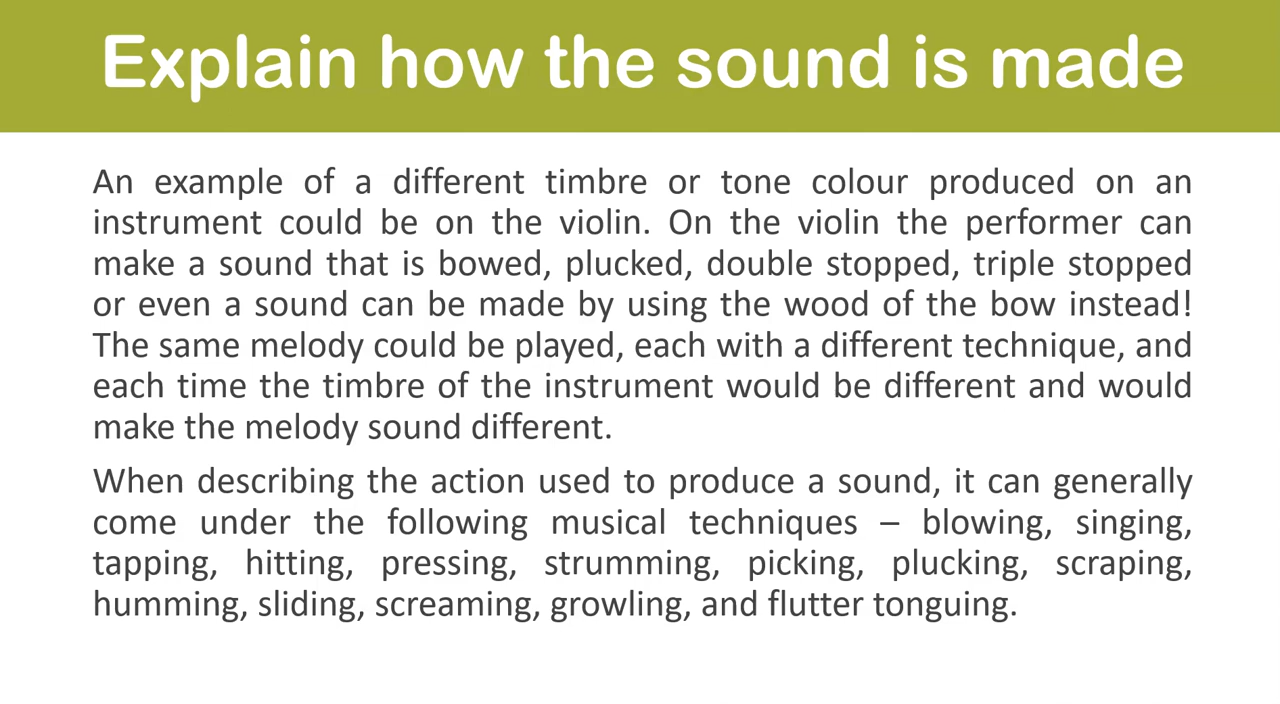 Explain how the sound is made
An example of a different timbre or tone colour produced on an
instrument could be on the violin. On the violin the performer can
make a sound that is bowed, plucked, double stopped, triple stopped
or even a sound can be made by using the wood of the bow instead!
The same melody could be played, each with a different technique, and
each time the timbre of the instrument would be different and would
make the melody sound different.
When describing the action used to produce a sound, it can generally
come under the following musical techniques – blowing, singing,
tapping, hitting, pressing, strumming, picking, plucking, scraping,
humming, sliding, screaming, growling, and flutter tonguing.